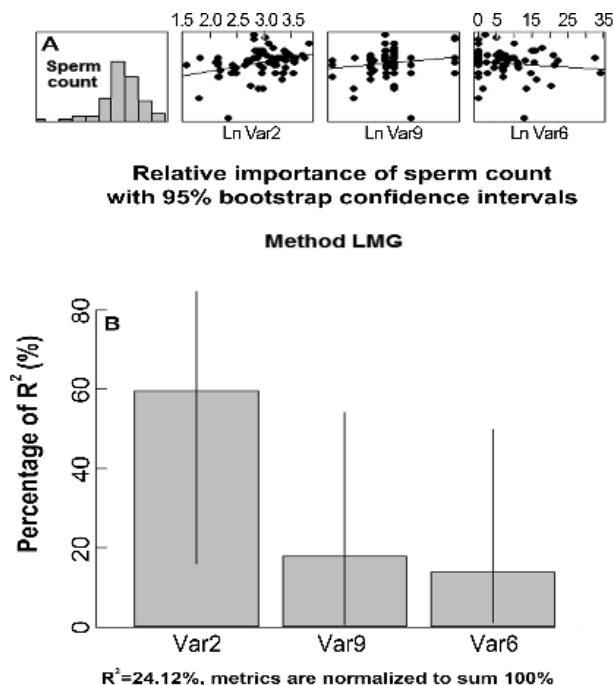 1.5 2.0 2.5 3.0 3.5 0 5 15 25 35
A
Sperm
count
Ln Var2 Ln Var9 Ln Var6
Relative importance of sperm count
with 95% bootstrap confidence intervals
Method LMG
B
Percentage of R² (%)
80
60
40
20
0
Var2 Var9 Var6
R²=24.12%, metrics are normalized to sum 100%